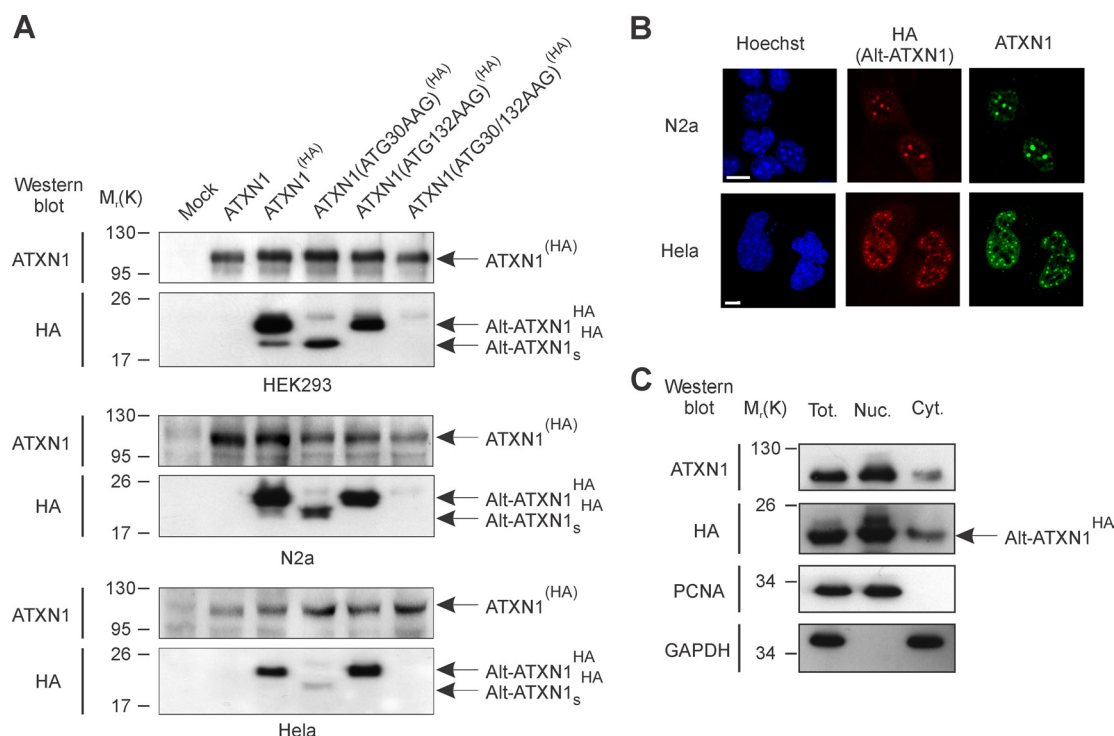 A
Western blot
Mr(K)
Mock
ATXN1
ATXN1(HA)
ATXN1(ATG30AAG)(HA)
ATXN1(ATG132AAG)(HA)
ATXN1(ATG30/132AAG)(HA)
ATXN1
130
95
ATXN1(HA)
HA
26
17
Alt-ATXN1HA
Alt-ATXN1sHA
HEK293
ATXN1
130
95
ATXN1(HA)
HA
26
17
Alt-ATXN1HA
Alt-ATXN1sHA
N2a
ATXN1
130
95
ATXN1(HA)
HA
26
17
Alt-ATXN1HA
Alt-ATXN1sHA
Hela
B
Hoechst
HA
(Alt-ATXN1)
ATXN1
N2a
Hela
C
Western blot
Mr(K)
Tot. Nuc. Cyt.
ATXN1
130
HA
26
Alt-ATXN1HA
PCNA
34
GAPDH
34